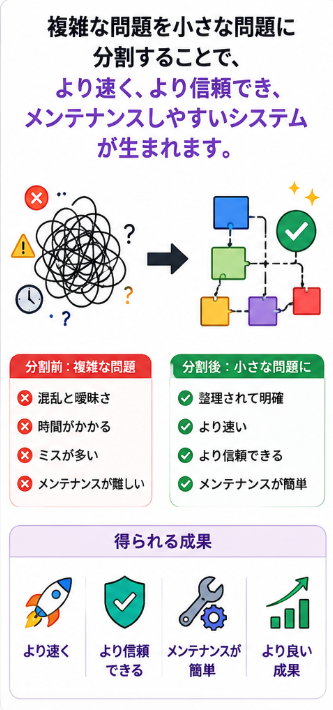 複雑な問題を小さな問題に
分割することで、
より速く、より信頼でき、
メンテナンスしやすいシステム
が生まれます。
?
?
?
分割前：複雑な問題
混乱と曖昧さ
時間がかかる
ミスが多い
メンテナンスが難しい
分割後：小さな問題に
整理されて明確
より速い
より信頼できる
メンテナンスが簡単
得られる成果
より速く
より信頼
できる
メンテナンスが
簡単
より良い
成果